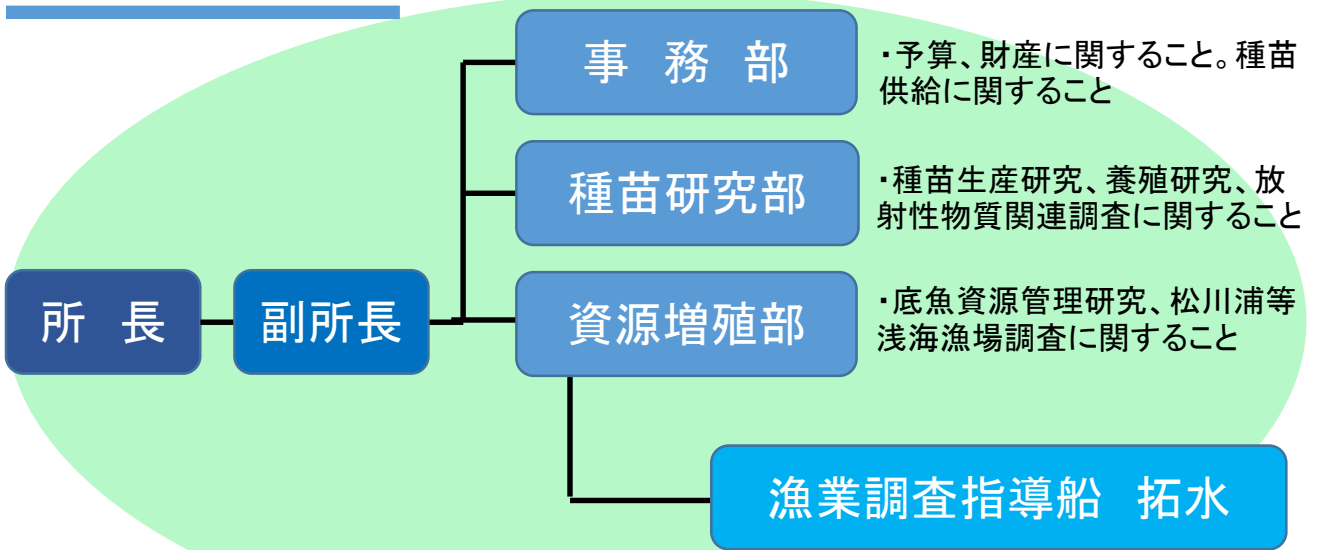 事　務　部
・予算、財産に関すること。種苗
供給に関すること
種苗研究部
・種苗生産研究、養殖研究、放
射性物質関連調査に関すること
所　長
副所長
資源増殖部
・底魚資源管理研究、松川浦等
浅海漁場調査に関すること
漁業調査指導船　拓水